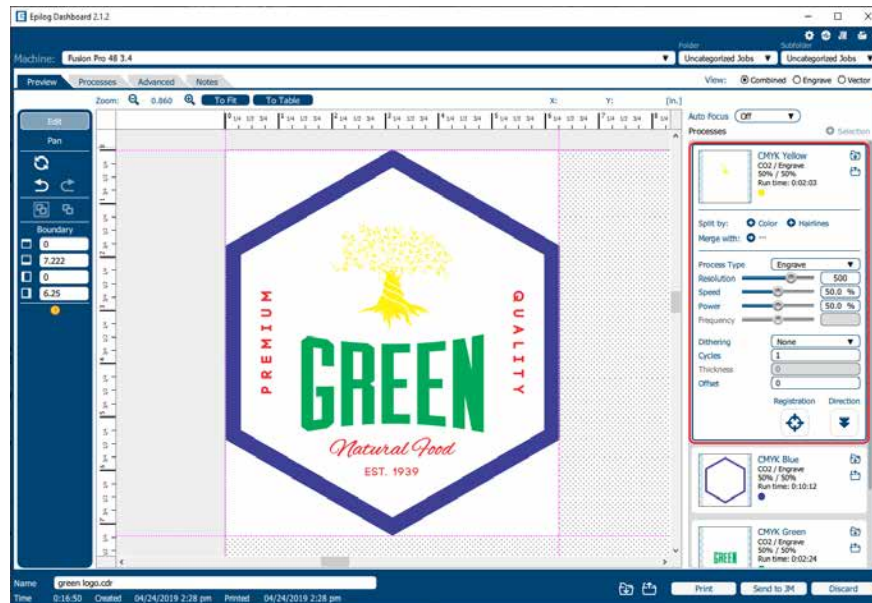 Epilog Dashboard 2.1.2
Machine: Fusion Pro 48 3.4
Folder
Uncategorized Jobs
Subfolder
Uncategorized Jobs
Preview Processes Advanced Notes
View: Combined Engrave Vector
Zoom: 0.860 To Fit To Table X: Y: [in.]
Edit
Pan
Boundary
0
7.222
0
6.25
PREMIUM
QUALITY
GREEN
Natural Food
EST. 1939
Auto Focus Off
Processes Selection
CMYK Yellow
CO2 / Engrave
50% / 50%
Run time: 0:02:03
Split by: Color Hairlines
Merge with: ---
Process Type Engrave
Resolution 500
Speed 50.0 %
Power 50.0 %
Frequency
Dithering None
Cycles 1
Thickness 0
Offset 0
Registration Direction
CMYK Blue
CO2 / Engrave
50% / 50%
Run time: 0:10:12
CMYK Green
CO2 / Engrave
50% / 50%
Run time: 0:02:24
GREEN
Name green logo.cdr
Time 0:16:50 Created 04/24/2019 2:28 pm Printed 04/24/2019 2:28 pm
Print Send to JM Discard